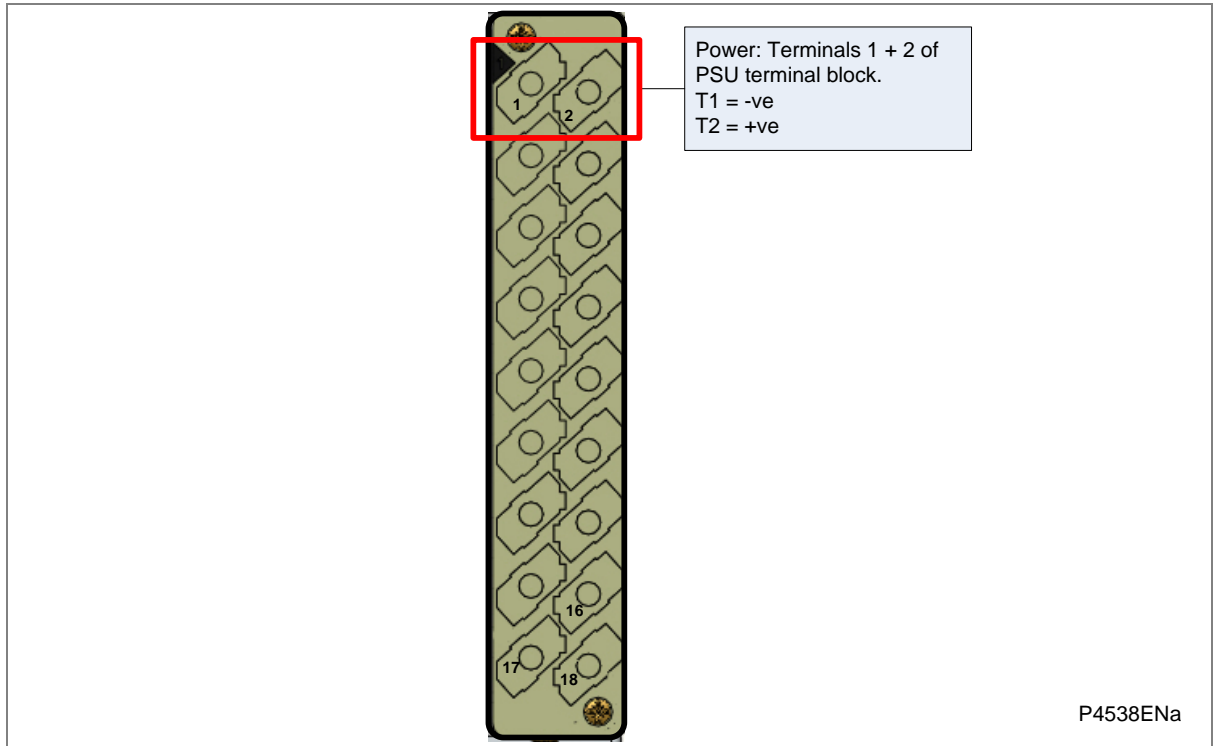 Power: Terminals 1 + 2 of
PSU terminal block.
T1 = -ve
T2 = +ve
1
2
16
17
18
P4538ENa